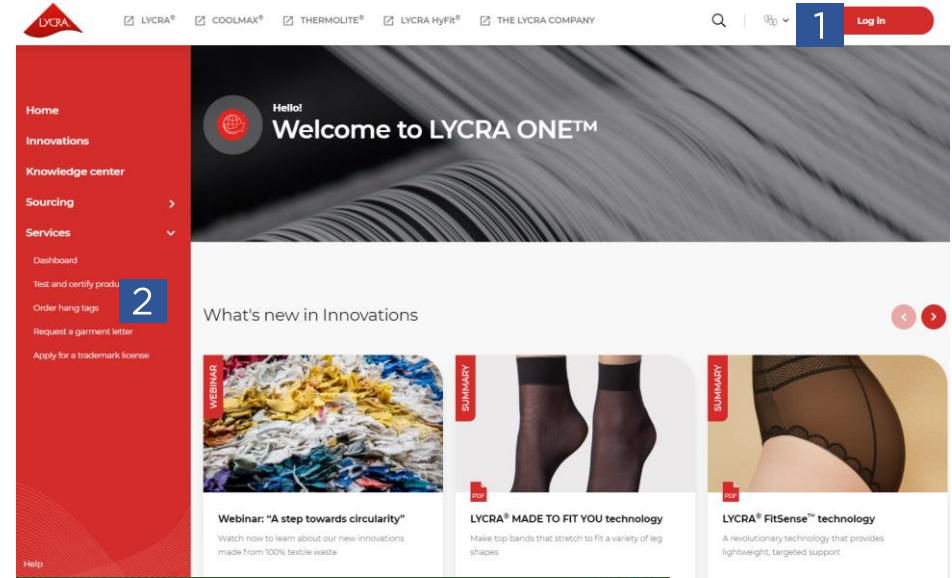 LYCRA.
LYCRA®
COOLMAX®
THERMOLITE®
LYCRA HyFit®
THE LYCRA COMPANY
1
Log in
Home
Innovations
Knowledge center
Sourcing
Services
Dashboard
Test and certify produ
Order hang tags
2
Request a garment letter
Apply for a trademark license
Help
Hello!
Welcome to LYCRA ONE™
What's new in Innovations
WEBINAR
Webinar: “A step towards circularity”
Watch now to learn about our new innovations
made from 100% textile waste
SUMMARY
PDF
LYCRA® MADE TO FIT YOU technology
Make top bands that stretch to fit a variety of leg
shapes
SUMMARY
PDF
LYCRA® FitSense™ technology
A revolutionary technology that provides
lightweight, targeted support